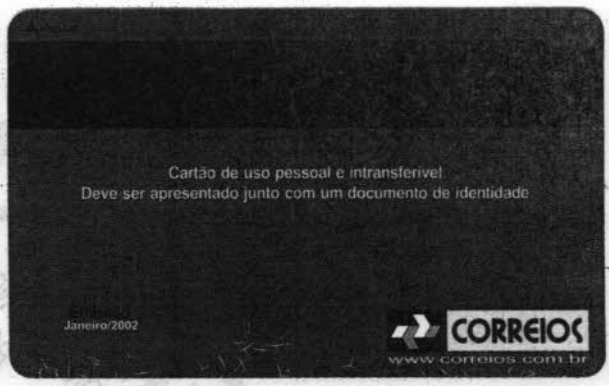 Cartão de uso pessoal e intransferível.
Deve ser apresentado junto com um documento de identidade.
Emissão
Janeiro/2002
CORREIOS
www.correios.com.br